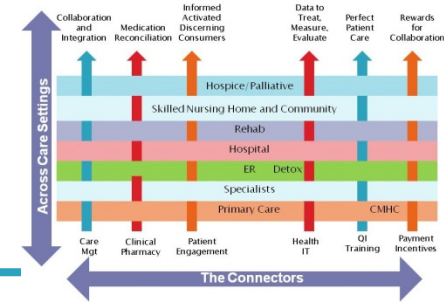 Collaboration
and
Integration
Medication
Reconciliation
Informed
Activated
Discerning
Consumers
Data to
Treat,
Measure,
Evaluate
Perfect
Patient
Care
Rewards
for
Collaboration
Across Care Settings
Hospice/Palliative
Skilled Nursing Home and Community
Rehab
Hospital
ER Detox
Specialists
Primary Care CMHC
Care
Mgt
Clinical
Pharmacy
Patient
Engagement
Health
IT
QI
Training
Payment
Incentives
The Connectors